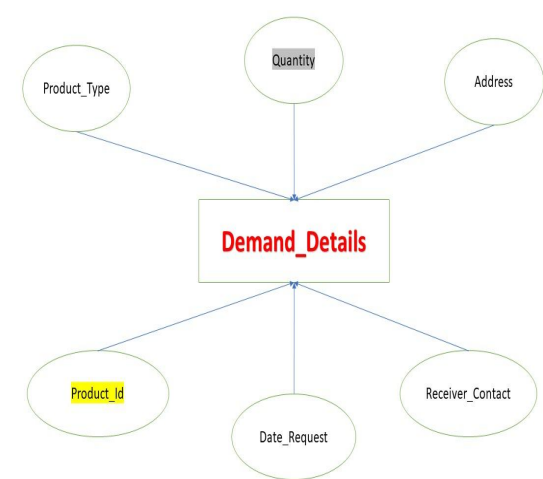 Quantity
Product_Type
Address
Demand_Details
Product_Id
Receiver_Contact
Date_Request